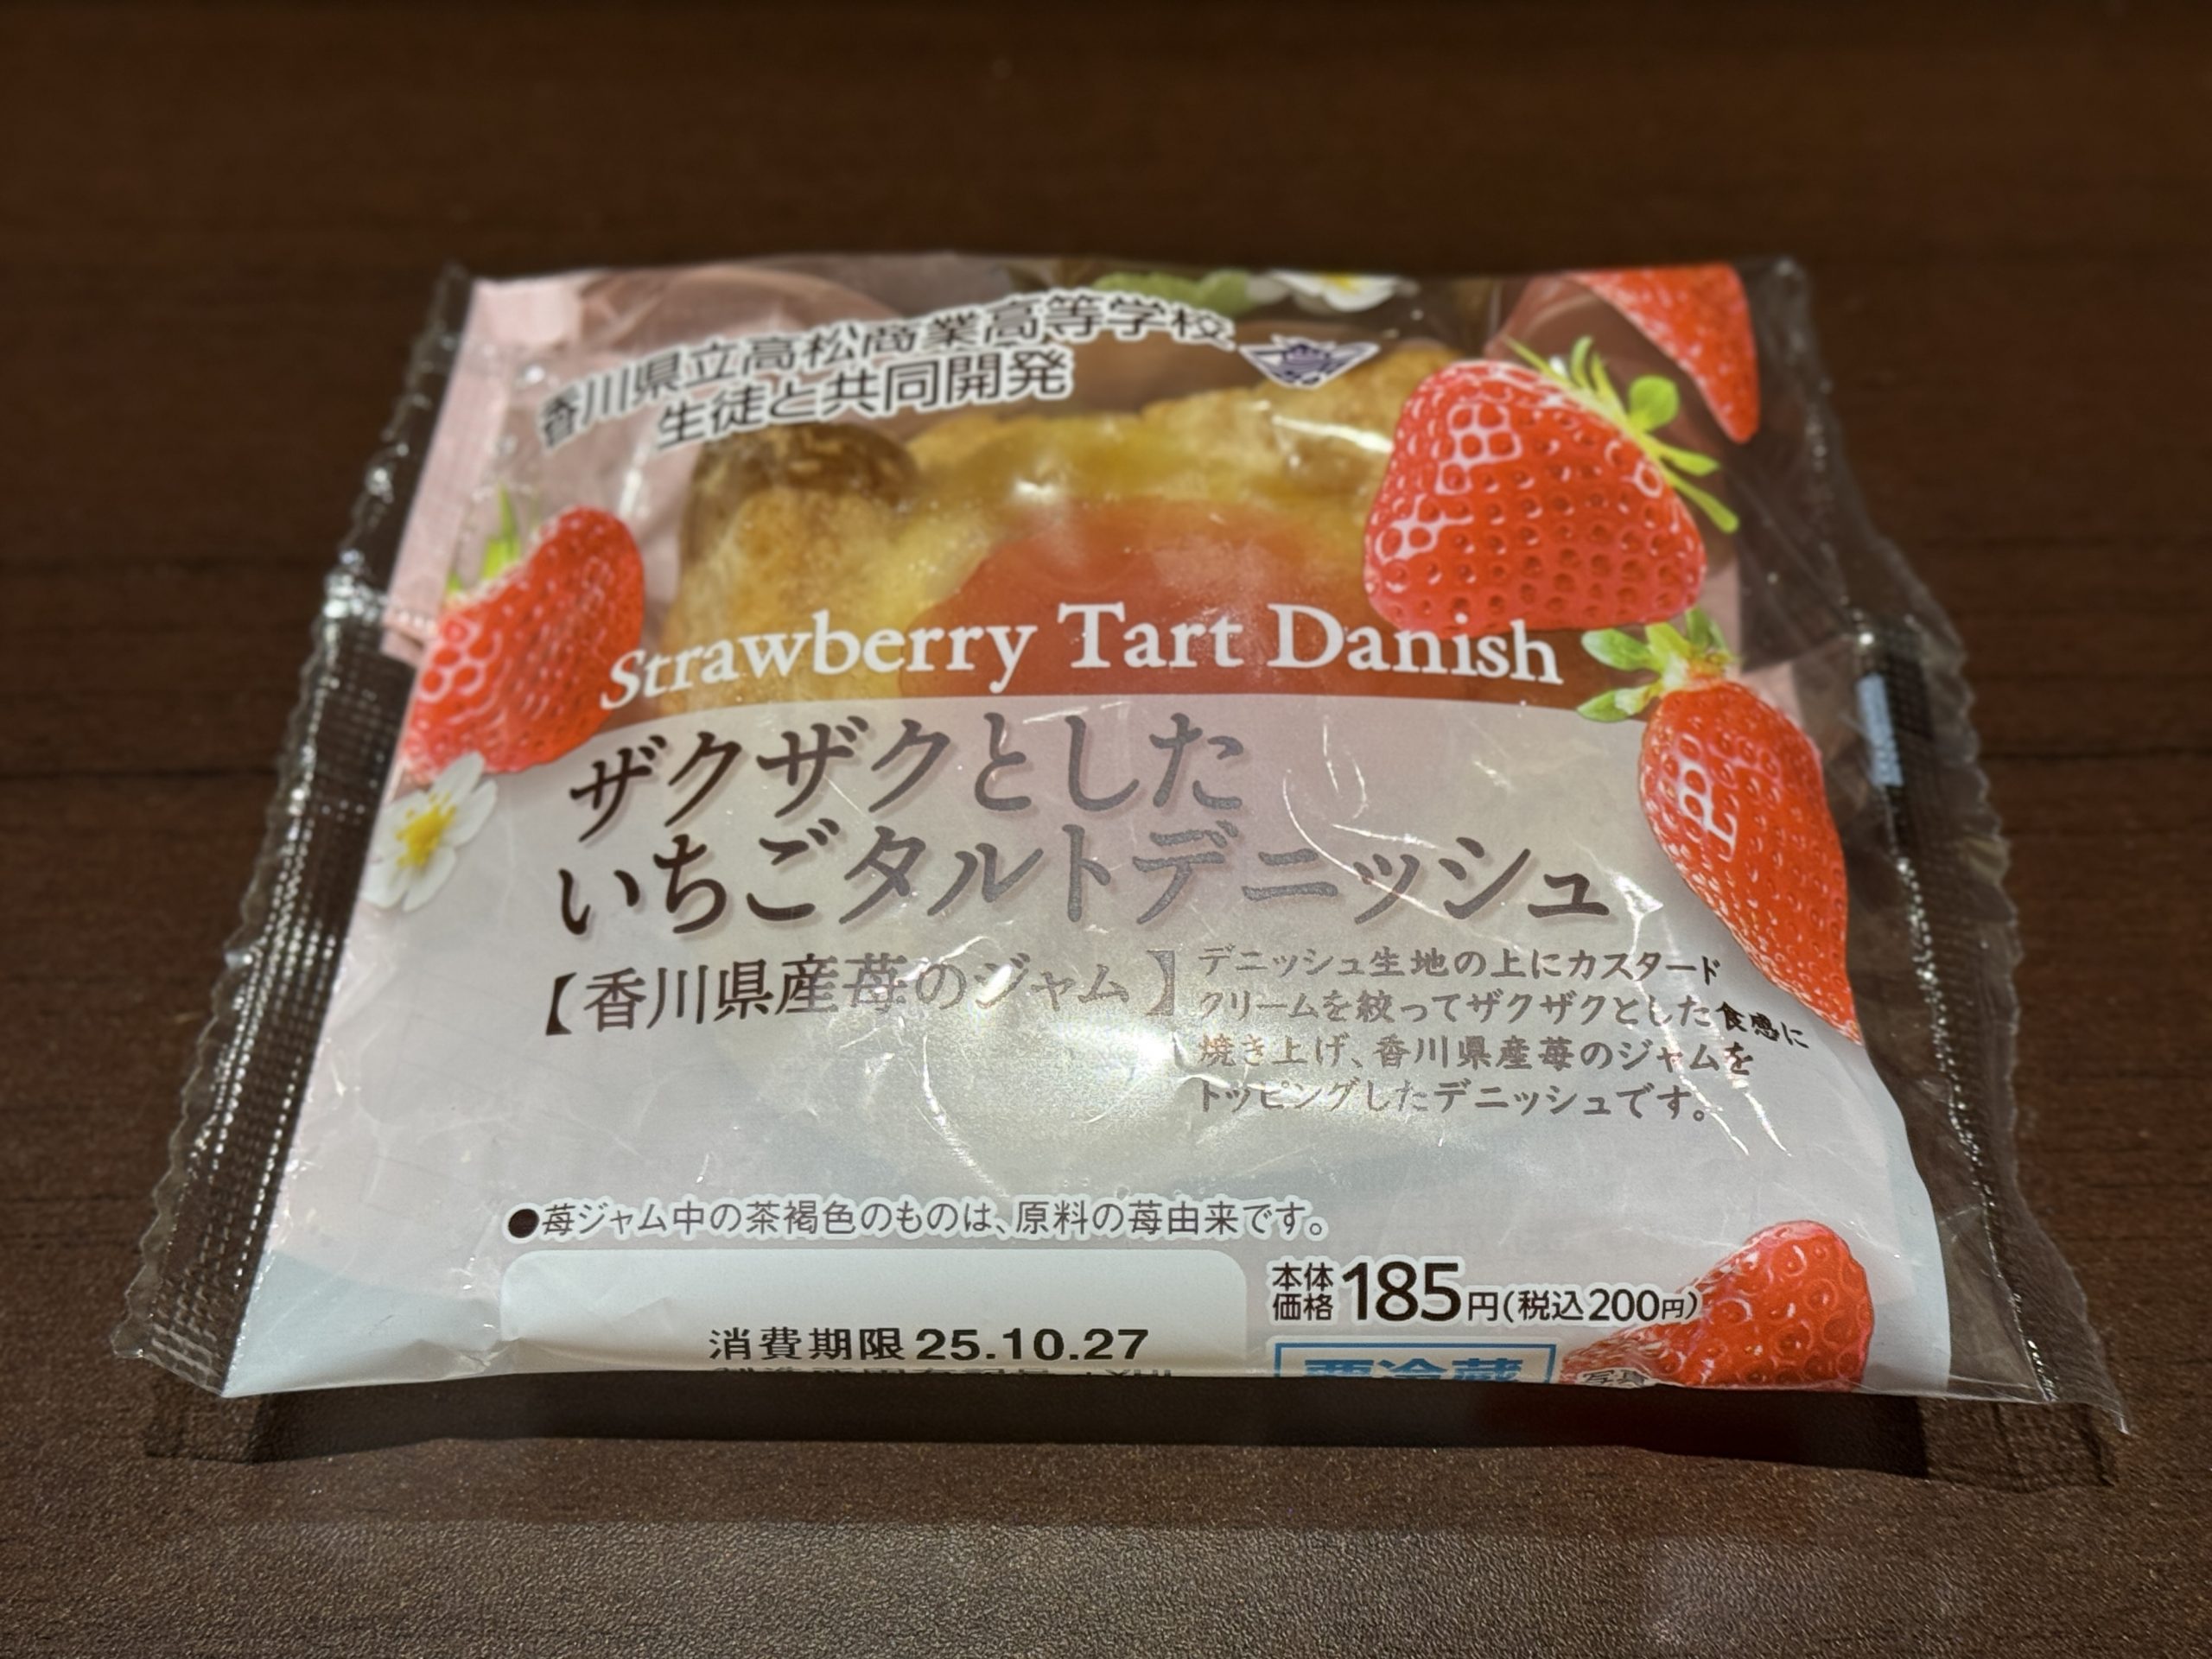 香川県立高松商業高等学校
生徒と共同開発
Strawberry Tart Danish
ザクザクとした
いちごタルトデニッシュ
【香川県産苺のジャム】
デニッシュ生地の上にカスタード
クリームを絞ってザクザクとした食感に
焼き上げ、香川県産苺のジャムを
トッピングしたデニッシュです。
●苺ジャム中の茶褐色のものは、原料の苺由来です。
本体価格185円(税込200円)
消費期限 25.10.27
要冷蔵
写真